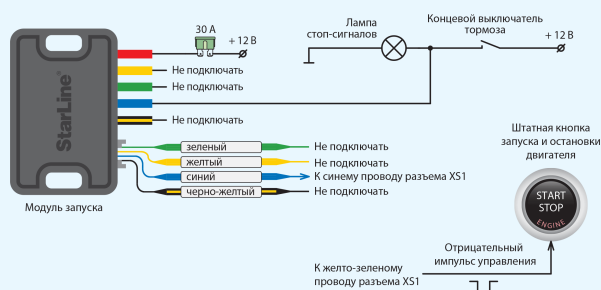 30 А
+ 12 В
Не подключать
Не подключать
Не подключать
StarLine®
Модуль запуска
Лампа
стоп-сигналов
Концевой выключатель
тормоза
+ 12 В
зеленый
Не подключать
желтый
Не подключать
синий
К синему проводу разъема XS1
черно-желтый
Не подключать
Штатная кнопка
запуска и остановки
двигателя
START
STOP
ENGINE
Отрицательный
импульс управления
К желто-зеленому
проводу разъема XS1